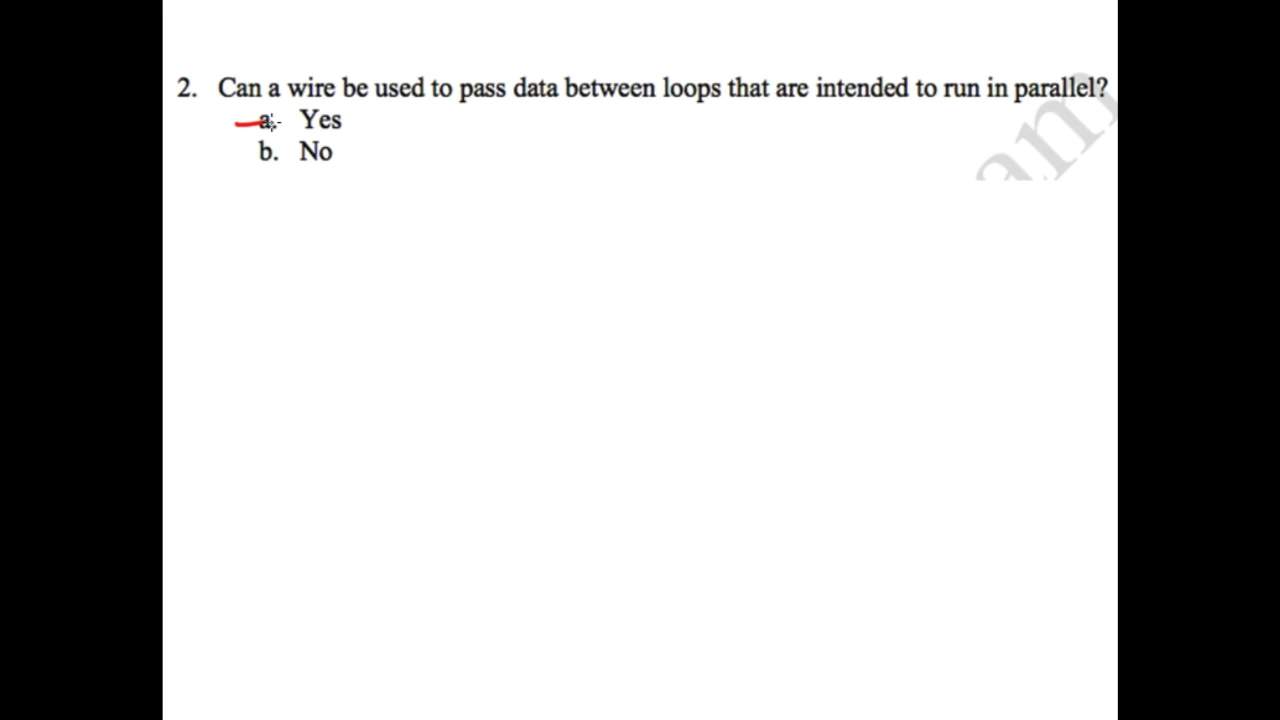 2. Can a wire be used to pass data between loops that are intended to run in parallel?
a. Yes
b. No
am